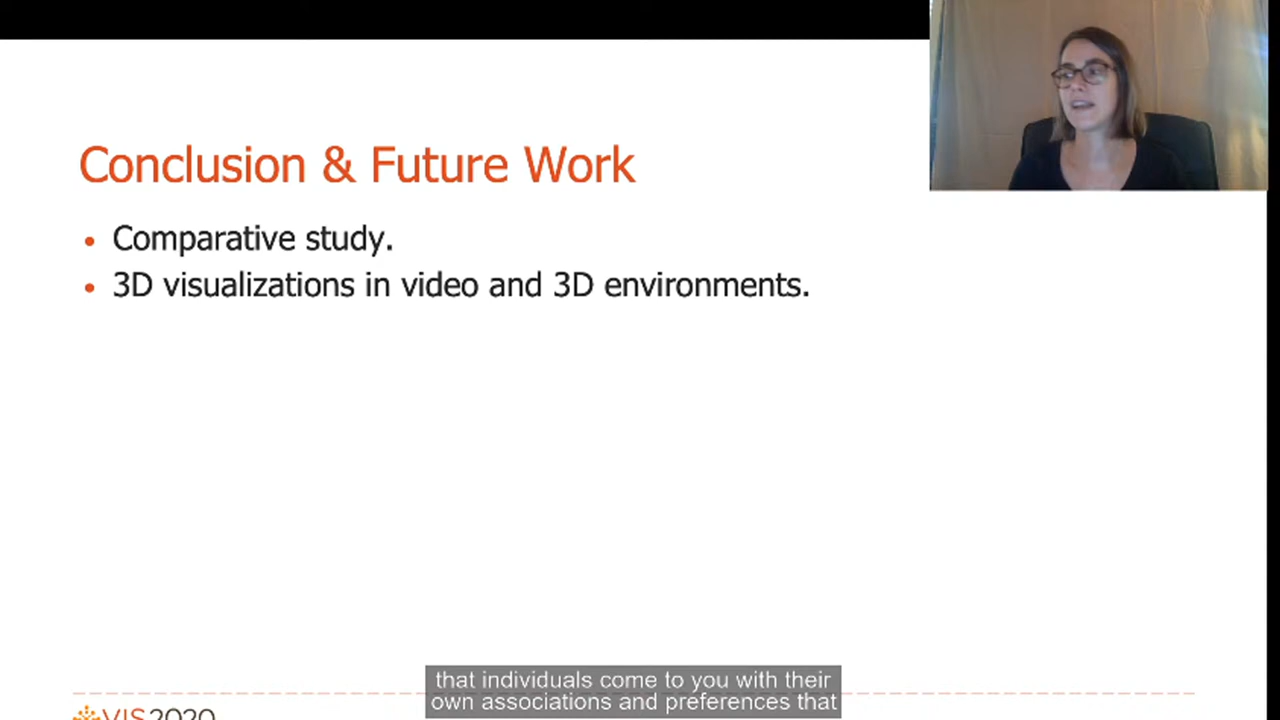 Conclusion & Future Work
• Comparative study.
• 3D visualizations in video and 3D environments.
that individuals come to you with their
own associations and preferences that
VIS2020